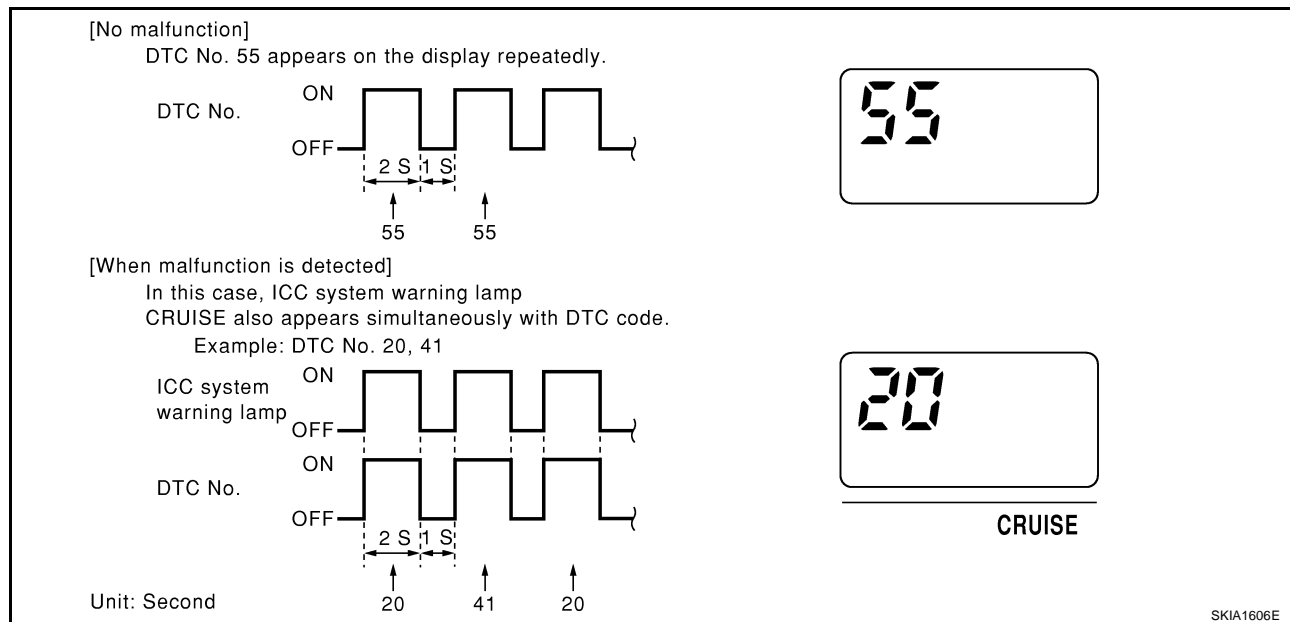 [No malfunction]
DTC No. 55 appears on the display repeatedly.
DTC No.
ON
OFF
2 S 1 S
55 55
55
[When malfunction is detected]
In this case, ICC system warning lamp
CRUISE also appears simultaneously with DTC code.
Example: DTC No. 20, 41
ICC system
warning lamp
ON
OFF
DTC No.
ON
OFF
2 S 1 S
20 41 20
20
CRUISE
Unit: Second
SKIA1606E